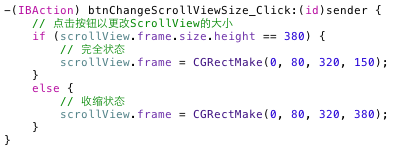 -(IBAction) btnChangeScrollViewSize_Click:(id)sender {
// 点击按钮以更改ScrollView的大小
if (scrollView.frame.size.height == 380) {
// 完全状态
scrollView.frame = CGRectMake(0, 80, 320, 150);
}
else {
// 收缩状态
scrollView.frame = CGRectMake(0, 80, 320, 380);
}
}